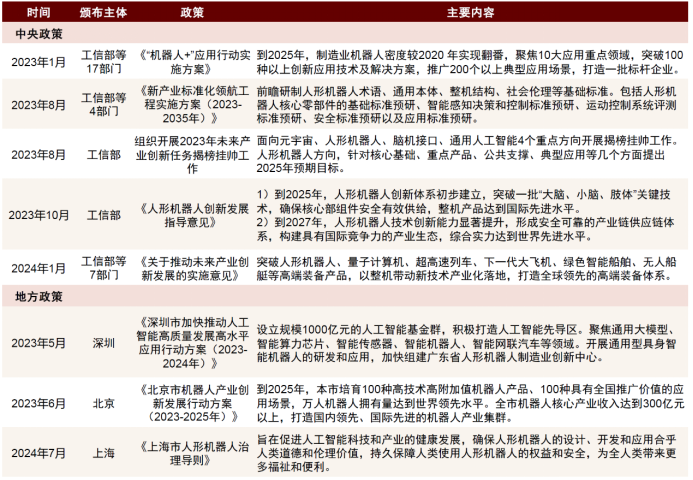 时间 颁布主体 政策 主要内容
中央政策
2023年1月 工信部等17部门 《“机器人+”应用行动实施方案》 到2025年，制造业机器人密度较2020 年实现翻番，聚焦10大应用重点领域，突破100
种以上创新应用技术及解决方案，推广200个以上典型应用场景，打造一批标杆企业。
2023年8月 工信部等4部门 《新产业标准化领航工程实施方案（2023-2035年）》 前瞻研制人形机器人术语、通用本体、整机结构、社会伦理等基础标准。包括人形机
器人核心零部件的基础标准预研、智能感知决策和控制标准预研、运动控制系统评测
标准预研、安全标准预研以及应用标准预研。
2023年8月 工信部 组织开展2023年未来产业创新任务揭榜挂帅工作 面向元宇宙、人形机器人、脑机接口、通用人工智能4个重点方向开展揭榜挂帅工作。
人形机器人方向，针对核心基础、重点产品、公共支撑、典型应用等几个方面提出
2025年预期目标。
2023年10月 工信部 《人形机器人创新发展指导意见》 1）到2025年，人形机器人创新体系初步建立，突破一批“大脑、小脑、肢体”关键技
术，确保核心部组件安全有效供给，整机产品达到国际先进水平。
2）到2027年，人形机器人技术创新能力显著提升，形成安全可靠的产业链供应链体
系，构建具有国际竞争力的产业生态，综合实力达到世界先进水平。
2024年1月 工信部等7部门 《关于推动未来产业创新发展的实施意见》 突破人形机器人、量子计算机、超高速列车、下一代大飞机、绿色智能船舶、无人船
艇等高端装备产品，以整机带动新技术产业化落地，打造全球领先的高端装备体系。
地方政策
2023年5月 深圳 《深圳市加快推动人工智能高质量发展高水平应用行动方案（2023-2024年）》 设立规模1000亿元的人工智能基金群，积极打造人工智能先导区。聚焦通用大模型、
智能算力芯片、智能传感器、智能机器人、智能网联汽车等领域。开展通用型具身智
能机器人的研发和应用，加快组建广东省人形机器人制造业创新中心。
2023年6月 北京 《北京市机器人产业创新发展行动方案（2023-2025年）》 到2025年，本市培育100种高技术高附加值机器人产品、100种具有全国推广价值的应
用场景，万人机器人拥有量达到世界领先水平。全市机器人核心产业收入达到300亿元
以上，打造国内领先、国际先进的机器人产业集群。
2024年7月 上海 《上海市人形机器人治理导则》 旨在促进人工智能科技和产业的健康发展，确保人形机器人的设计、开发和应用合乎
人类道德和伦理价值，持久保障人类使用人形机器人的权益和安全，为全人类带来更
多福祉和便利。